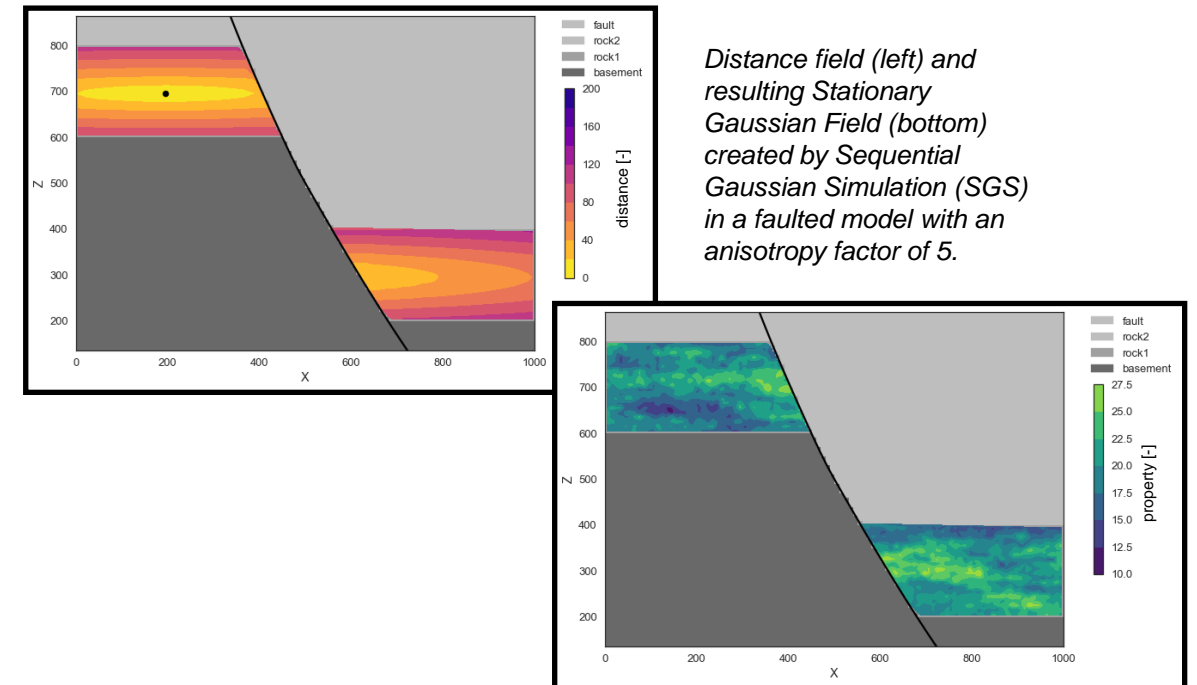 fault
rock2
rock1
basement
800
700
600
500
400
300
200
Z
0
200
400
600
800
1000
X
200
160
120
80
40
0
distance [-]
Distance field (left) and
resulting Stationary
Gaussian Field (bottom)
created by Sequential
Gaussian Simulation (SGS)
in a faulted model with an
anisotropy factor of 5.
fault
rock2
rock1
basement
800
700
600
500
400
300
200
Z
0
200
400
600
800
1000
X
27.5
25.0
22.5
20.0
17.5
15.0
12.5
10.0
property [-]